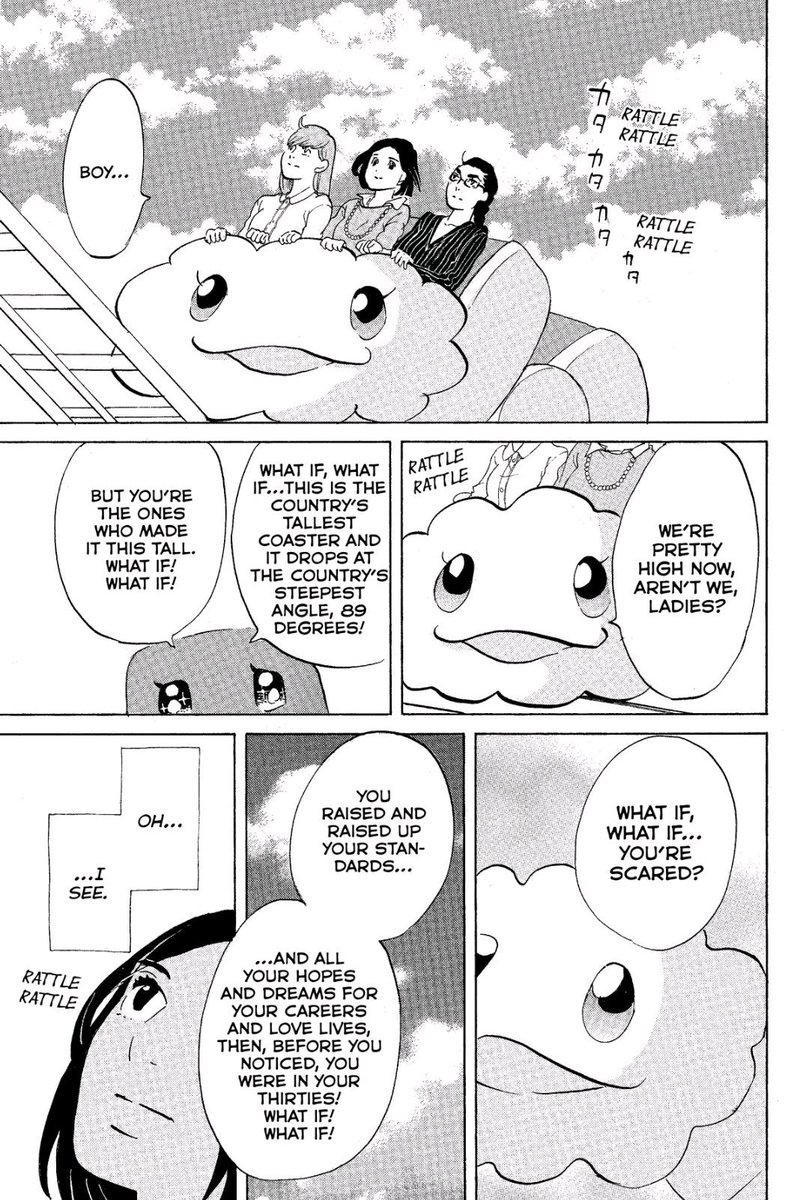 BOY...
カタ
カタ
カタ
カタ
RATTLE
RATTLE
RATTLE
RATTLE
RATTLE
RATTLE
WE'RE
PRETTY
HIGH NOW,
AREN'T WE,
LADIES?
WHAT IF, WHAT
IF...THIS IS THE
COUNTRY'S
TALLEST
COASTER AND
IT DROPS AT
THE COUNTRY'S
STEEPEST
ANGLE, 89
DEGREES!
BUT YOU'RE
THE ONES
WHO MADE
IT THIS TALL.
WHAT IF!
WHAT IF!
WHAT IF,
WHAT IF...
YOU'RE
SCARED?
YOU
RAISED AND
RAISED UP
YOUR STAN-
DARDS...
...AND ALL
YOUR HOPES
AND DREAMS FOR
YOUR CAREERS
AND LOVE LIVES,
THEN, BEFORE YOU
NOTICED, YOU
WERE IN YOUR
THIRTIES!
WHAT IF!
WHAT IF!
OH...
...I
SEE.
RATTLE
RATTLE